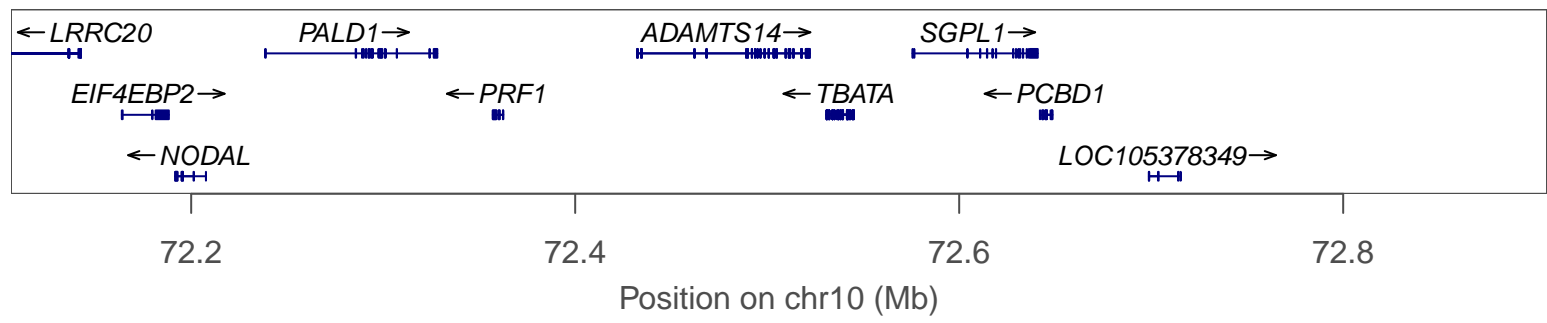 ←LRRC20 PALD1→ ADAMTS14→ SGPL1→
EIF4EBP2→ ←PRF1 ←TBATA ←PCBD1
←NODAL LOC105378349→
72.2 72.4 72.6 72.8
Position on chr10 (Mb)